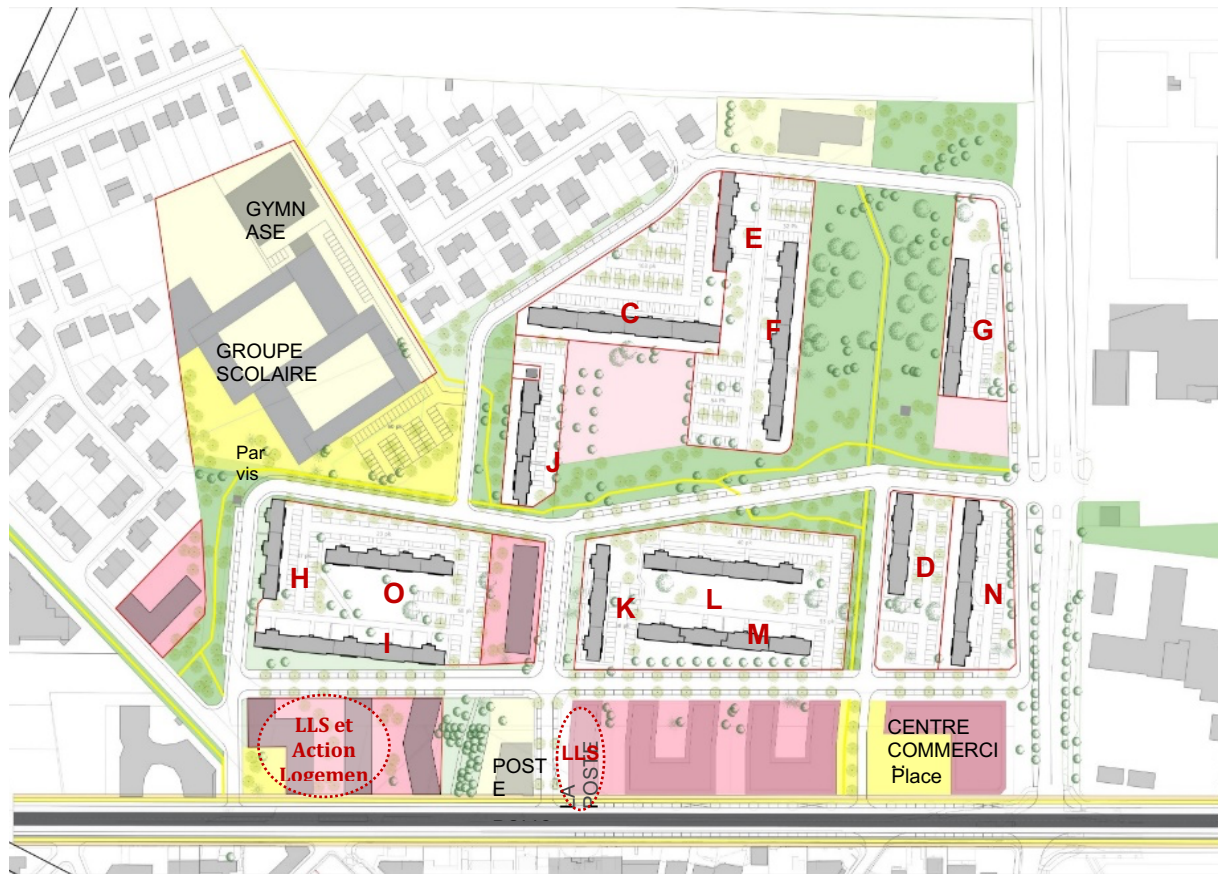 GYMN
ASE
E
C
F
G
GROUPE
SCOLAIRE
Par
vis
J
H
O
I
K
L
M
D
N
LLS et
Action
Logemen
POST
E
LLS
LA
POSTE
CENTRE
COMMERCI
Place